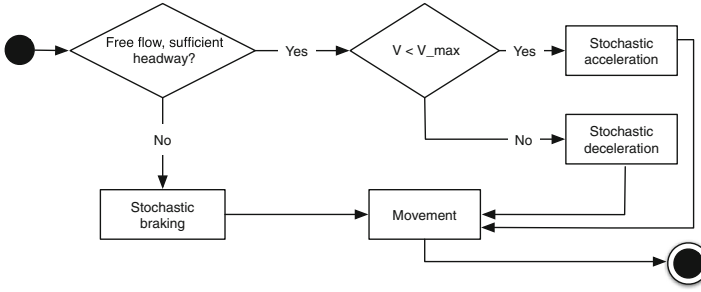 Free flow, sufficient
headway?
Yes
V < V_max
Yes
Stochastic
acceleration
No
No
Stochastic
deceleration
Stochastic
braking
Movement